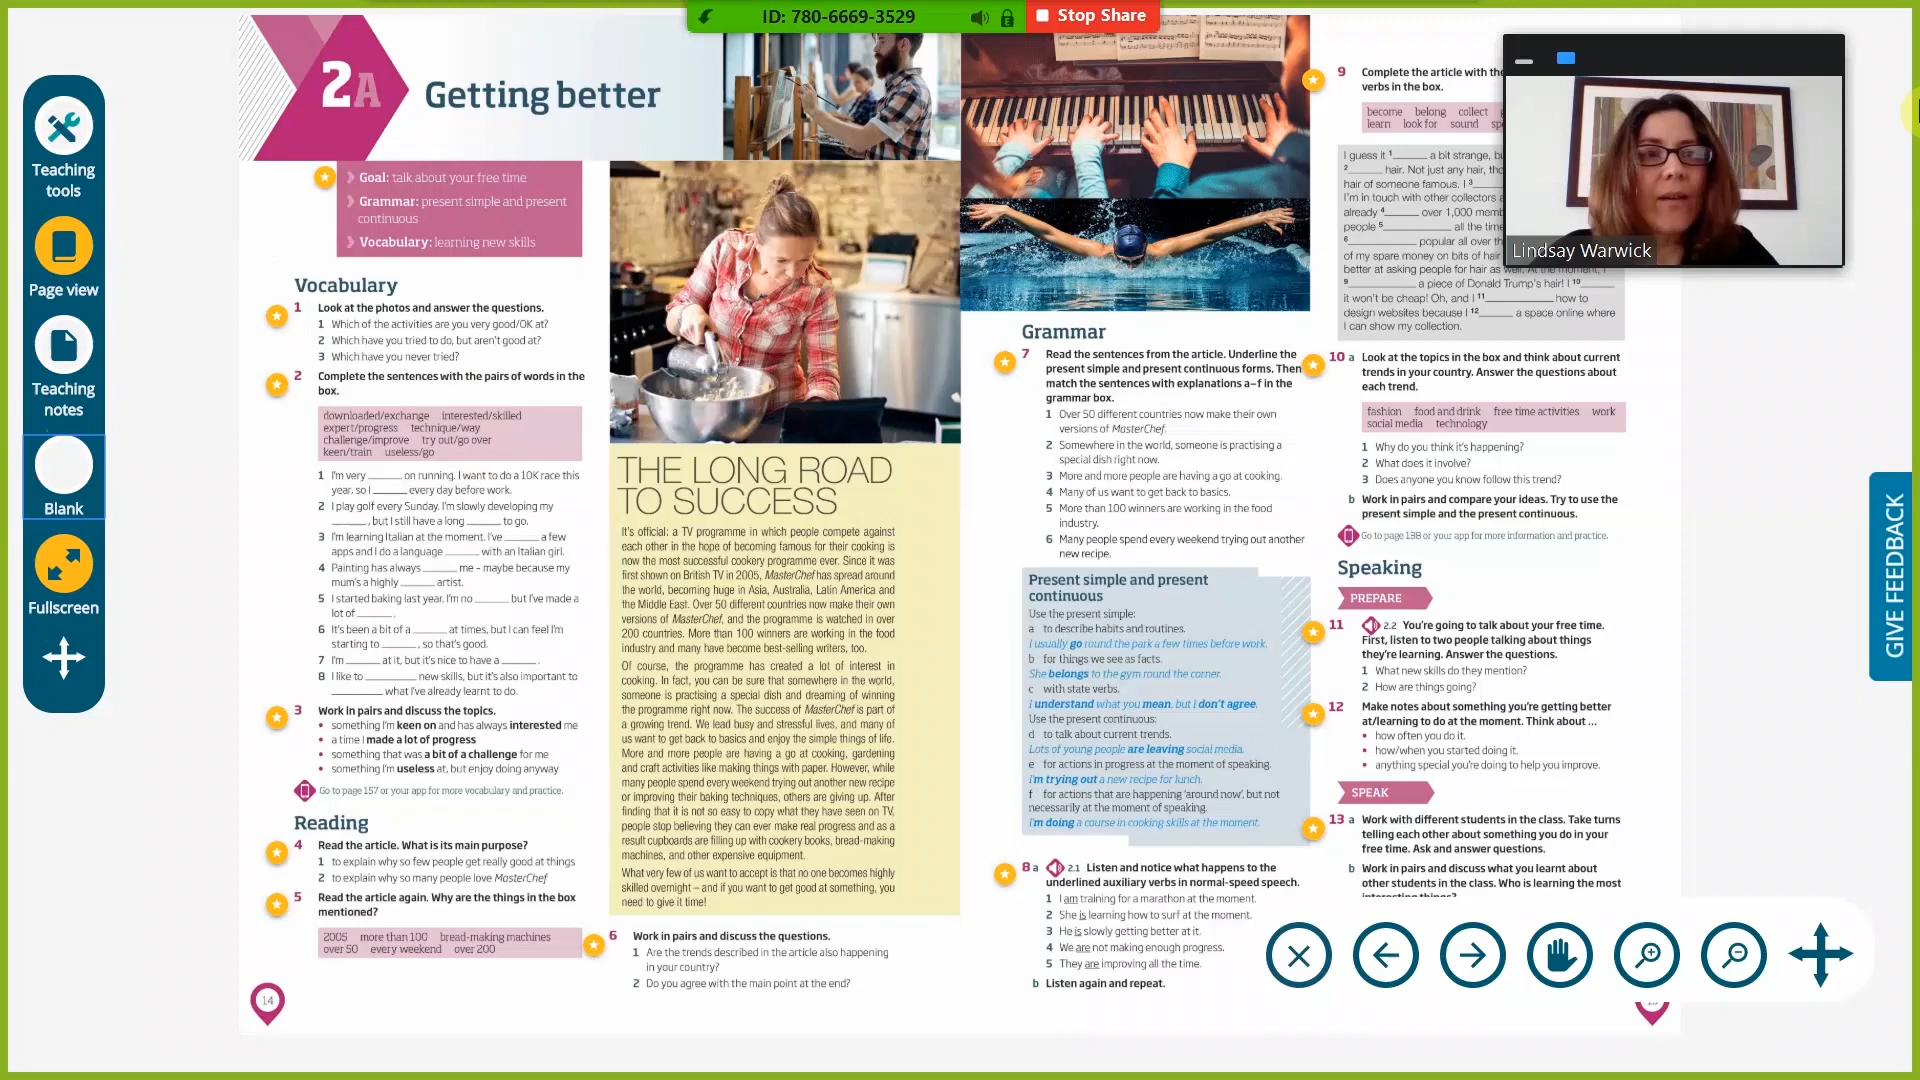 ID: 780-6669-3529
Stop Share
Teaching
tools
Page view
Teaching
notes
Blank
Fullscreen
2A
Getting better
Goal: talk about your free time
Grammar: present simple and present
continuous
Vocabulary: learning new skills
Vocabulary
1 Look at the photos and answer the questions.
1 Which of the activities are you very good/OK at?
2 Which have you tried to do, but aren't good at?
3 Which have you never tried?
2 Complete the sentences with the pairs of words in the
box.
downloaded/exchange interested/skilled
expert/progress technique/way
challenge/improve try out/go over
keen/train useless/go
1 I'm very ______ on running. I want to do a 10K race this
year, so I ______ every day before work.
2 I play golf every Sunday. I'm slowly developing my
______, but I still have a long ______ to go.
3 I'm learning Italian at the moment. I've ______ a few
apps and I do a language ______ with an Italian girl.
4 Painting has always ______ me – maybe because my
mum's a highly ______ artist.
5 I started baking last year. I'm no ______ but I've made a
lot of ______.
6 It's been a bit of a ______ at times, but I can feel I'm
starting to ______, so that's good.
7 I'm ______ at it, but it's nice to have a ______.
8 I like to ______ new skills, but it's also important to
______ what I've already learnt to do.
3 Work in pairs and discuss the topics.
• something I'm keen on and has always interested me
• a time I made a lot of progress
• something that was a bit of a challenge for me
• something I'm useless at, but enjoy doing anyway
Go to page 157 or your app for more vocabulary and practice.
Reading
4 Read the article. What is its main purpose?
1 to explain why so few people get really good at things
2 to explain why so many people love MasterChef
5 Read the article again. Why are the things in the box
mentioned?
2005 more than 100 bread-making machines
over 50 every weekend over 200
14
THE LONG ROAD
TO SUCCESS
It's official: a TV programme in which people compete against
each other in the hope of becoming famous for their cooking is
now the most successful cookery programme ever. Since it was
first shown on British TV in 2005, MasterChef has spread around
the world, becoming huge in Asia, Australia, Latin America and
the Middle East. Over 50 different countries now make their own
versions of MasterChef, and the programme is watched in over
200 countries. More than 100 winners are working in the food
industry and many have become best-selling writers, too.
Of course, the programme has created a lot of interest in
cooking. In fact, you can be sure that somewhere in the world,
someone is practising a special dish and dreaming of winning
the programme right now. The success of MasterChef is part of
a growing trend. We lead busy and stressful lives, and many of
us want to get back to basics and enjoy the simple things of life.
More and more people are having a go at cooking, gardening
and craft activities like making things with paper. However, while
many people spend every weekend trying out another new recipe
or improving their baking techniques, others are giving up. After
finding that it is not so easy to copy what they have seen on TV,
people stop believing they can ever make real progress and as a
result cupboards are filling up with cookery books, bread-making
machines, and other expensive equipment.
What very few of us want to accept is that no one becomes highly
skilled overnight – and if you want to get good at something, you
need to give it time!
6 Work in pairs and discuss the questions.
1 Are the trends described in the article also happening
in your country?
2 Do you agree with the main point at the end?
Grammar
7 Read the sentences from the article. Underline the
present simple and present continuous forms. Then
match the sentences with explanations a–f in the
grammar box.
1 Over 50 different countries now make their own
versions of MasterChef.
2 Somewhere in the world, someone is practising a
special dish right now.
3 More and more people are having a go at cooking.
4 Many of us want to get back to basics.
5 More than 100 winners are working in the food
industry.
6 Many people spend every weekend trying out another
new recipe.
Present simple and present
continuous
Use the present simple:
a to describe habits and routines.
I usually go round the park a few times before work.
b for things we see as facts.
She belongs to the gym round the corner.
c with state verbs.
I understand what you mean, but I don't agree.
Use the present continuous:
d to talk about current trends.
Lots of young people are leaving social media.
e for actions in progress at the moment of speaking.
I'm trying out a new recipe for lunch.
f for actions that are happening 'around now', but not
necessarily at the moment of speaking.
I'm doing a course in cooking skills at the moment.
8 a 2.1 Listen and notice what happens to the
underlined auxiliary verbs in normal-speed speech.
1 I am training for a marathon at the moment.
2 She is learning how to surf at the moment.
3 He is slowly getting better at it.
4 We are not making enough progress.
5 They are improving all the time.
b Listen again and repeat.
9 Complete the article with the
verbs in the box.
become belong collect
learn look for sound
I guess it 1______ a bit strange,
2______ hair. Not just any hair,
hair of someone famous. I 3______
I'm in touch with other collectors
already 4______ over 1,000
people 5______ all the time
6______ popular all over
of my spare money on bits of hair
better at asking people for hair as well. At the moment, I
9______ a piece of Donald Trump's hair! I 10______
it won't be cheap! Oh, and I 11______ how to
design websites because I 12______ a space online where
I can show my collection.
10 a Look at the topics in the box and think about current
trends in your country. Answer the questions about
each trend.
fashion food and drink free time activities work
social media technology
1 Why do you think it's happening?
2 What does it involve?
3 Does anyone you know follow this trend?
b Work in pairs and compare your ideas. Try to use the
present simple and the present continuous.
Go to page 138 or your app for more information and practice.
Speaking
PREPARE
11 2.2 You're going to talk about your free time.
First, listen to two people talking about things
they're learning. Answer the questions.
1 What new skills do they mention?
2 How are things going?
12 Make notes about something you're getting better
at/learning to do at the moment. Think about ...
• how often you do it.
• how/when you started doing it.
• anything special you're doing to help you improve.
SPEAK
13 a Work with different students in the class. Take turns
telling each other about something you do in your
free time. Ask and answer questions.
b Work in pairs and discuss what you learnt about
other students in the class. Who is learning the most
interesting things?
Lindsay Warwick
GIVE FEEDBACK